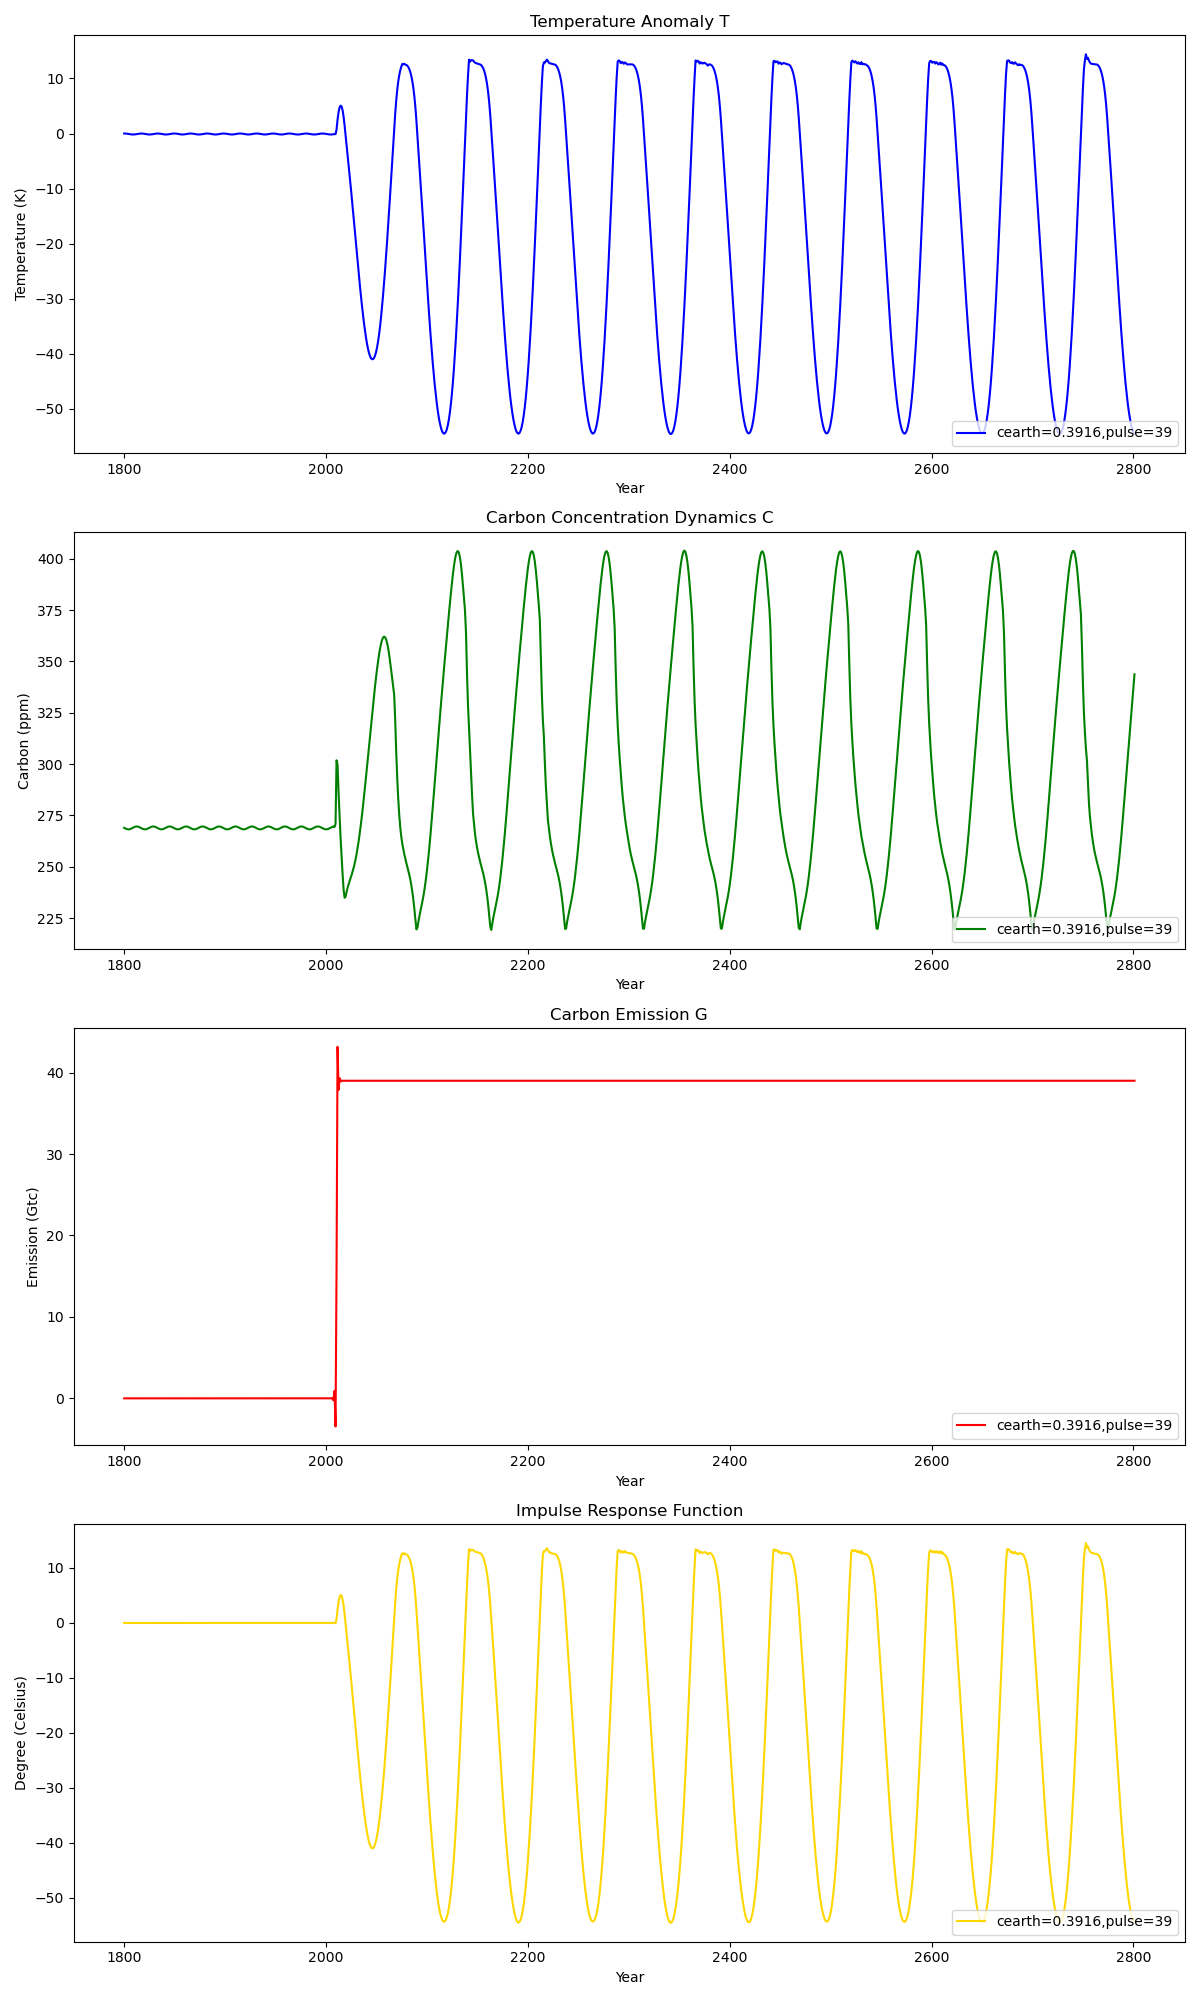 Temperature Anomaly T
10
0
−10
−20
−30
−40
−50
Temperature (K)
cearth=0.3916,pulse=39
1800 2000 2200 2400 2600 2800
Year
Carbon Concentration Dynamics C
400
375
350
325
300
275
250
225
Carbon (ppm)
cearth=0.3916,pulse=39
1800 2000 2200 2400 2600 2800
Year
Carbon Emission G
40
30
20
10
0
Emission (Gtc)
cearth=0.3916,pulse=39
1800 2000 2200 2400 2600 2800
Year
Impulse Response Function
10
0
−10
−20
−30
−40
−50
Degree (Celsius)
cearth=0.3916,pulse=39
1800 2000 2200 2400 2600 2800
Year